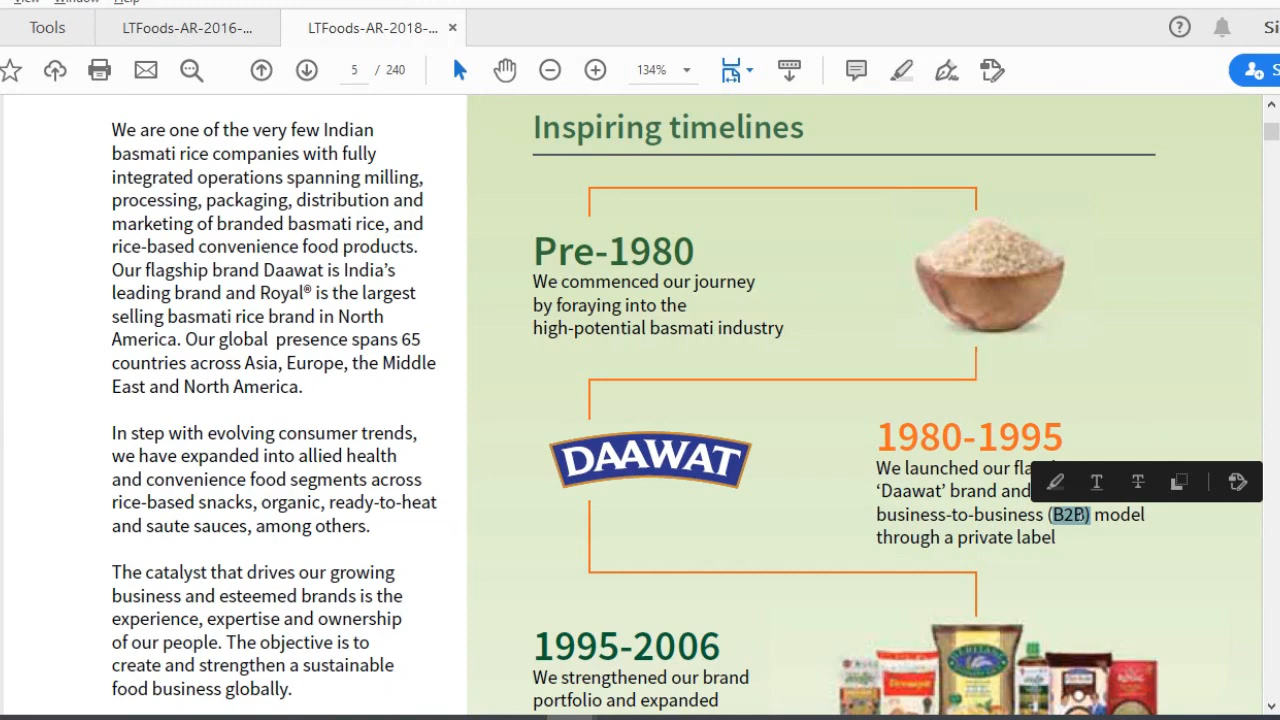 View Window Help
Tools
LTFoods-AR-2016-...
LTFoods-AR-2018-...
5 / 240
134%
We are one of the very few Indian
basmati rice companies with fully
integrated operations spanning milling,
processing, packaging, distribution and
marketing of branded basmati rice, and
rice-based convenience food products.
Our flagship brand Daawat is India's
leading brand and Royal® is the largest
selling basmati rice brand in North
America. Our global presence spans 65
countries across Asia, Europe, the Middle
East and North America.
In step with evolving consumer trends,
we have expanded into allied health
and convenience food segments across
rice-based snacks, organic, ready-to-heat
and saute sauces, among others.
The catalyst that drives our growing
business and esteemed brands is the
experience, expertise and ownership
of our people. The objective is to
create and strengthen a sustainable
food business globally.
Inspiring timelines
Pre-1980
We commenced our journey
by foraying into the
high-potential basmati industry
DAAWAT
1980-1995
We launched our fla
‘Daawat’ brand and
business-to-business (B2B) model
through a private label
1995-2006
We strengthened our brand
portfolio and expanded